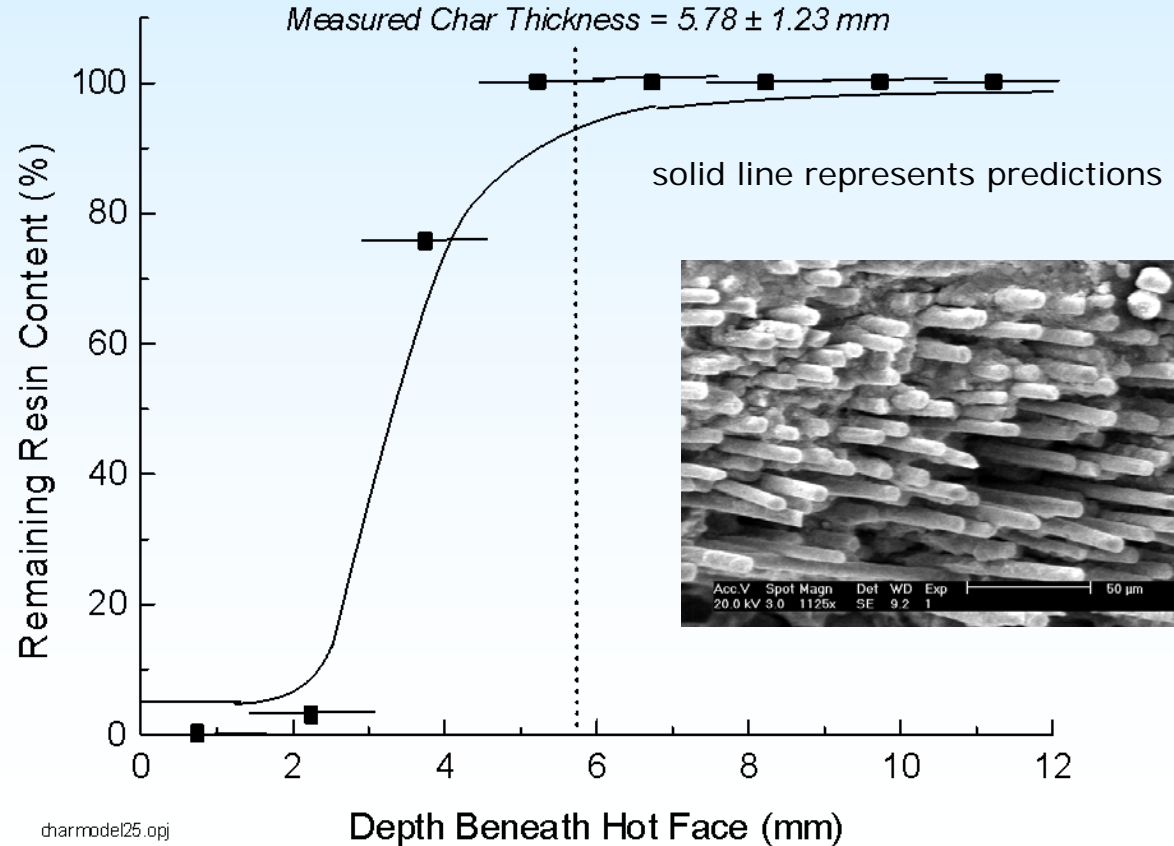 Measured Char Thickness = 5.78 ± 1.23 mm
100
80
60
40
20
0
Remaining Resin Content (%)
solid line represents predictions
Acc.V Spot Magn Det WD Exp
20.0 kV 3.0 1125x SE 9.2 1
50 µm
0 2 4 6 8 10 12
Depth Beneath Hot Face (mm)
charmodel25.opj